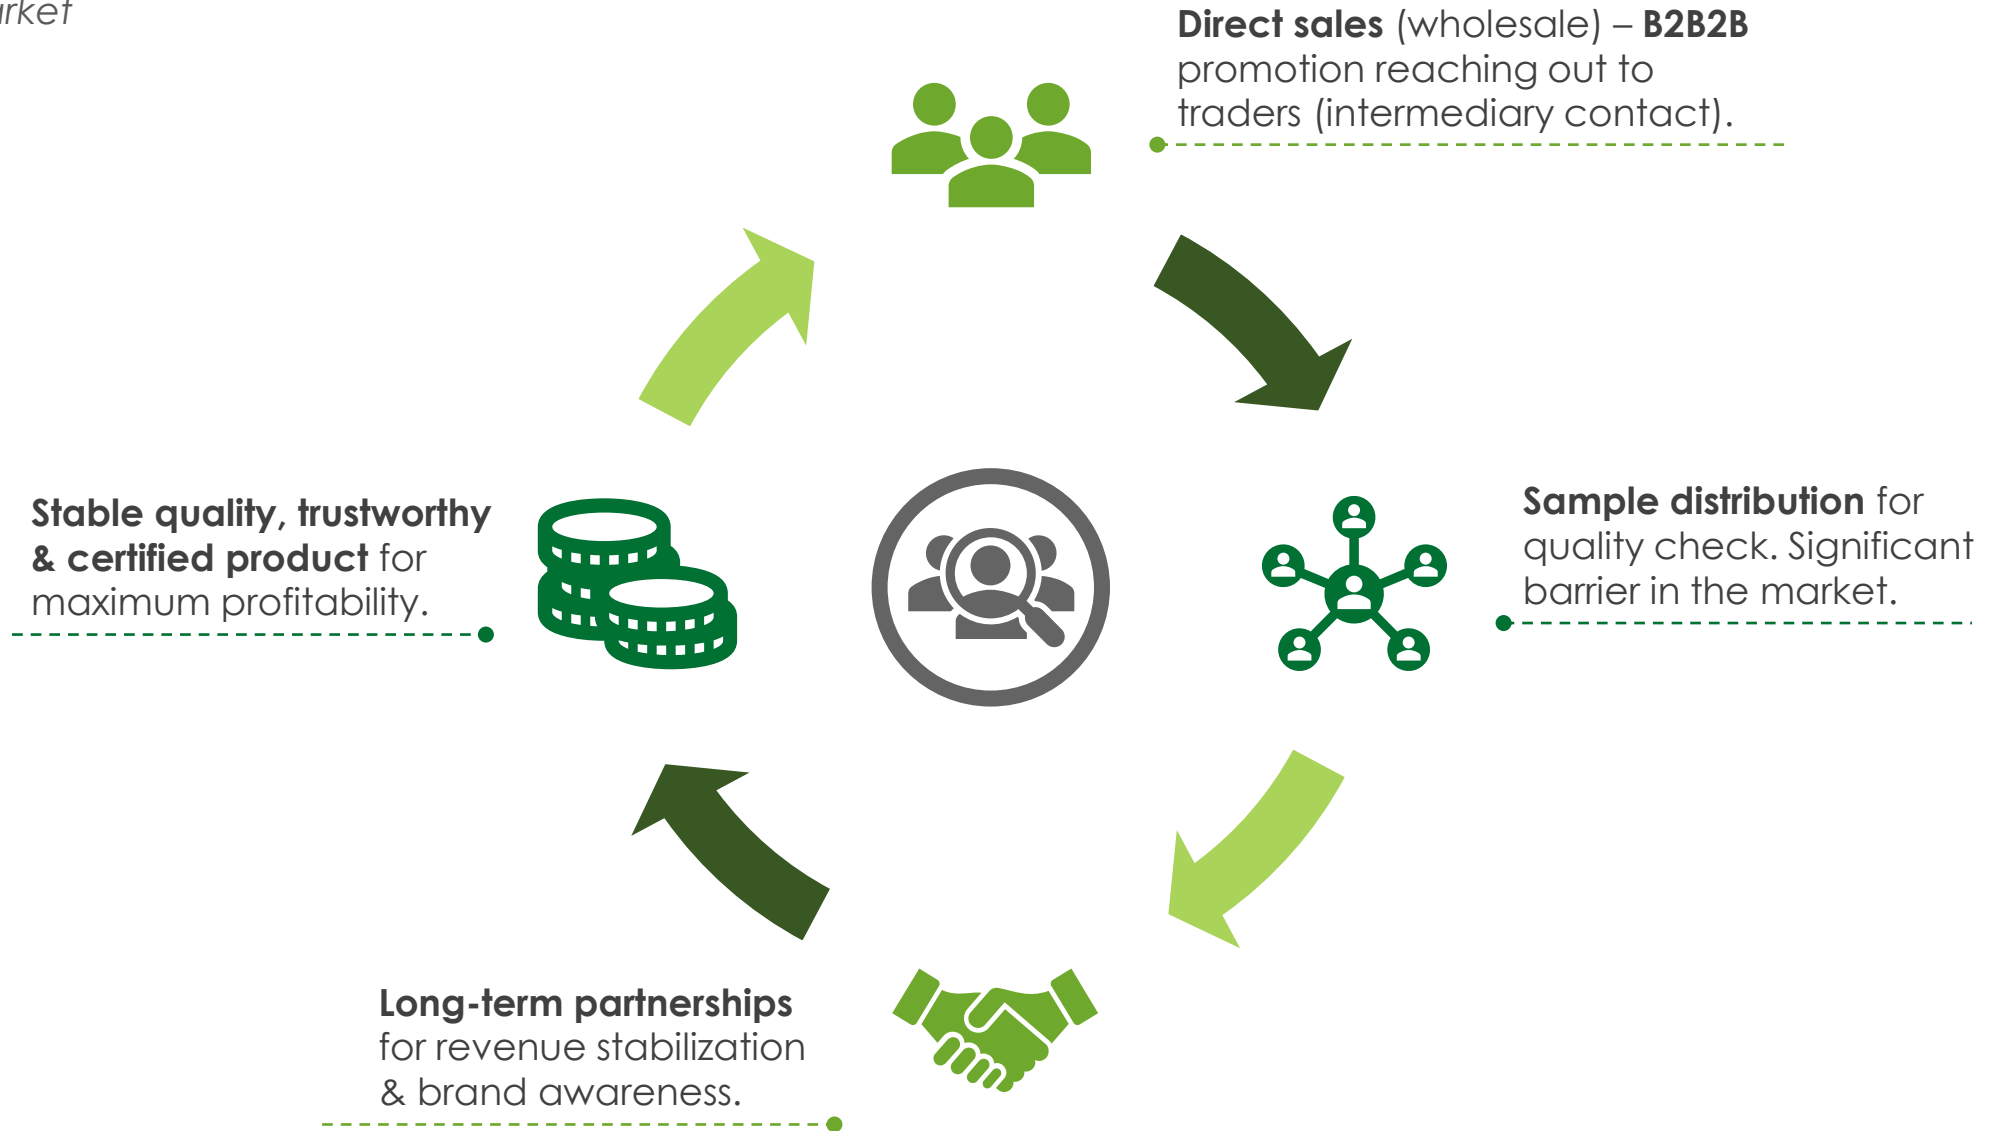 Direct sales (wholesale) – B2B2B
promotion reaching out to
traders (intermediary contact).
Stable quality, trustworthy
& certified product for
maximum profitability.
Sample distribution for
quality check. Significant
barrier in the market.
Long-term partnerships
for revenue stabilization
& brand awareness.